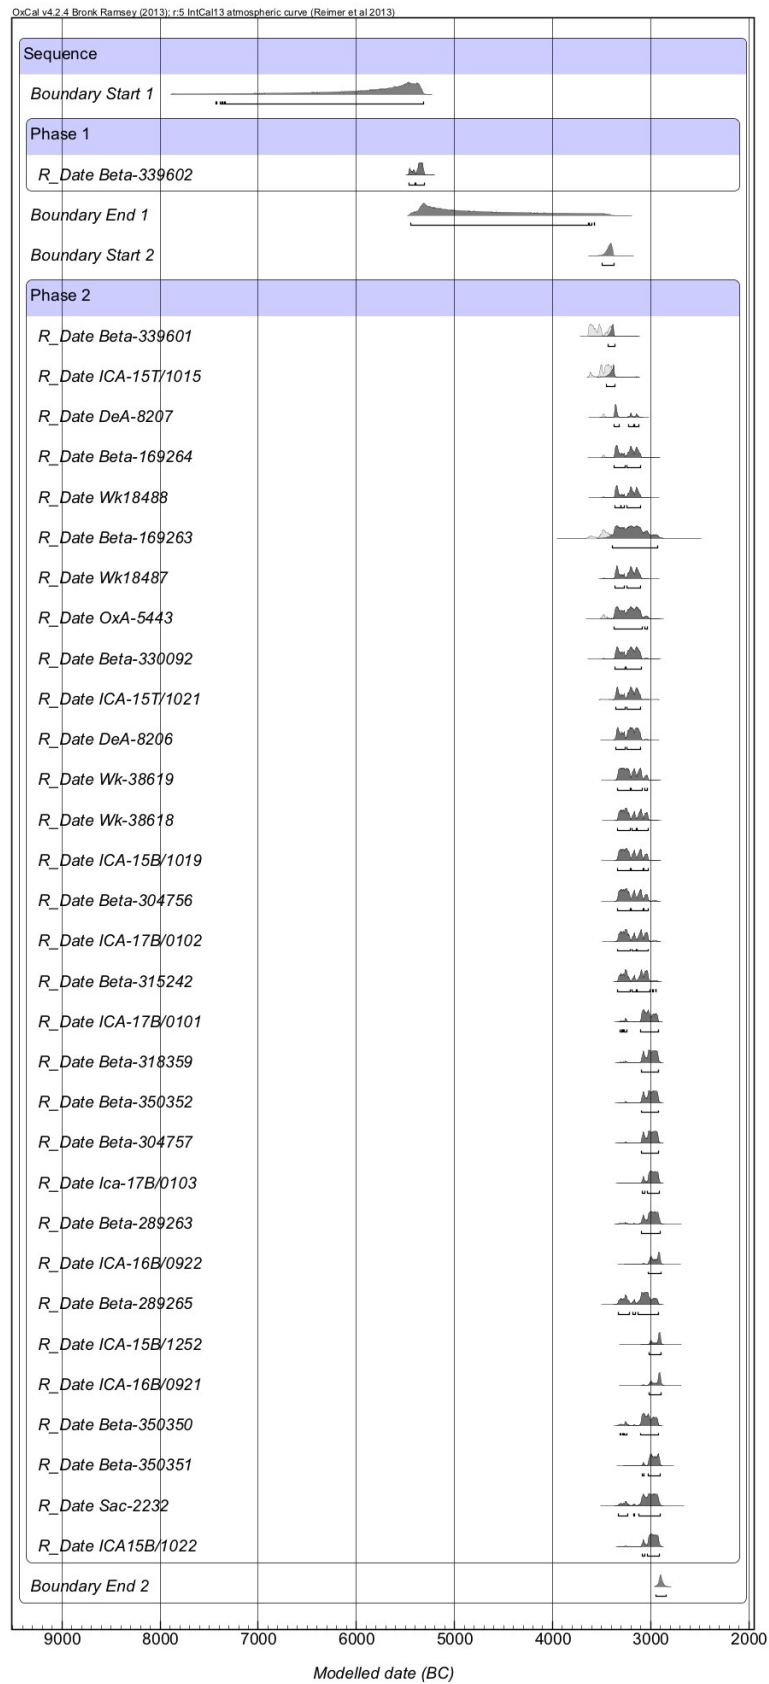 OxCal v4.2.4 Bronk Ramsey (2013); r:5 IntCal13 atmospheric curve (Reimer et al 2013)
Sequence
Boundary Start 1
Phase 1
R_Date Beta-339602
Boundary End 1
Boundary Start 2
Phase 2
R_Date Beta-339601
R_Date ICA-15T/1015
R_Date DeA-8207
R_Date Beta-169264
R_Date Wk18488
R_Date Beta-169263
R_Date Wk18487
R_Date OxA-5443
R_Date Beta-330092
R_Date ICA-15T/1021
R_Date DeA-8206
R_Date Wk-38619
R_Date Wk-38618
R_Date ICA-15B/1019
R_Date Beta-304756
R_Date ICA-17B/0102
R_Date Beta-315242
R_Date ICA-17B/0101
R_Date Beta-318359
R_Date Beta-350352
R_Date Beta-304757
R_Date Ica-17B/0103
R_Date Beta-289263
R_Date ICA-16B/0922
R_Date Beta-289265
R_Date ICA-15B/1252
R_Date ICA-16B/0921
R_Date Beta-350350
R_Date Beta-350351
R_Date Sac-2232
R_Date ICA15B/1022
Boundary End 2
9000 8000 7000 6000 5000 4000 3000 2000
Modelled date (BC)